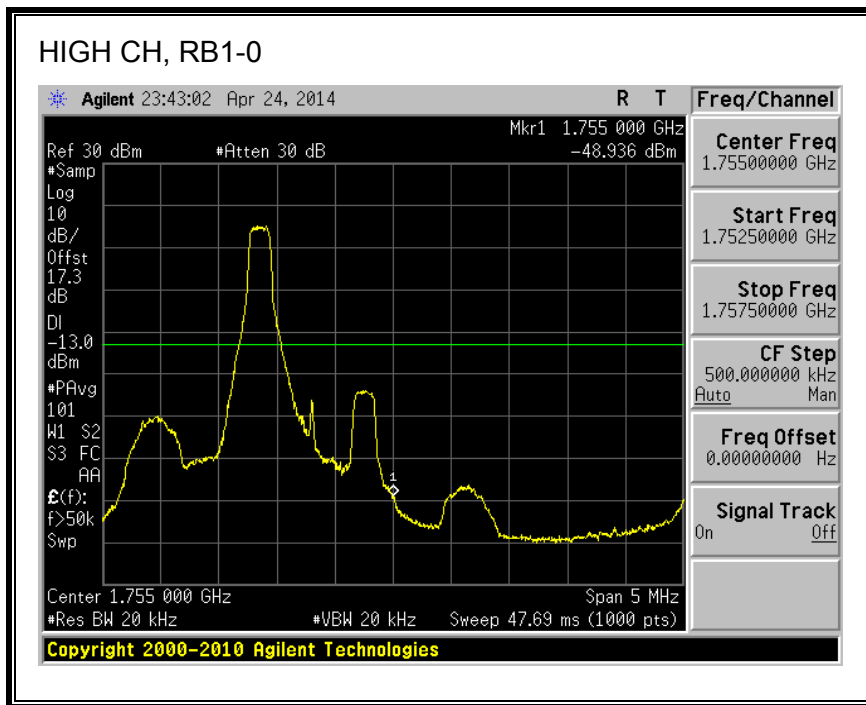 HIGH CH, RB1-0
Agilent 23:43:02 Apr 24, 2014 R T
Mkr1 1.755 000 GHz
Ref 30 dBm #Atten 30 dB -48.936 dBm
#Samp
Log
10
dB/
Offst
17.3
dB
DI
-13.0
dBm
#PAvg
101
W1 S2
S3 FC
AA
£(f):
f>50k
Swp
1
Center 1.755 000 GHz Span 5 MHz
#Res BW 20 kHz #VBW 20 kHz Sweep 47.69 ms (1000 pts)
Copyright 2000-2010 Agilent Technologies
Freq/Channel
Center Freq
1.75500000 GHz
Start Freq
1.75250000 GHz
Stop Freq
1.75750000 GHz
CF Step
500.000000 kHz
Auto Man
Freq Offset
0.00000000 Hz
Signal Track
On Off